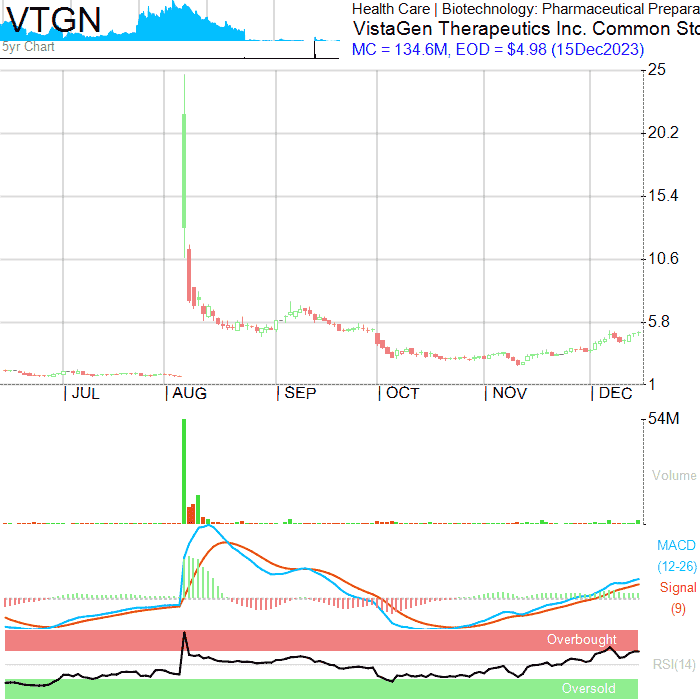 VTGN
5yr Chart
Health Care | Biotechnology: Pharmaceutical Prepara
VistaGen Therapeutics Inc. Common Sto
MC = 134.6M, EOD = $4.98 (15Dec2023)
25
20.2
15.4
10.6
5.8
1
| JUL | AUG | SEP | OCT | NOV | DEC
54M
Volume
MACD
(12-26)
Signal
(9)
Overbought
RSI(14)
Oversold